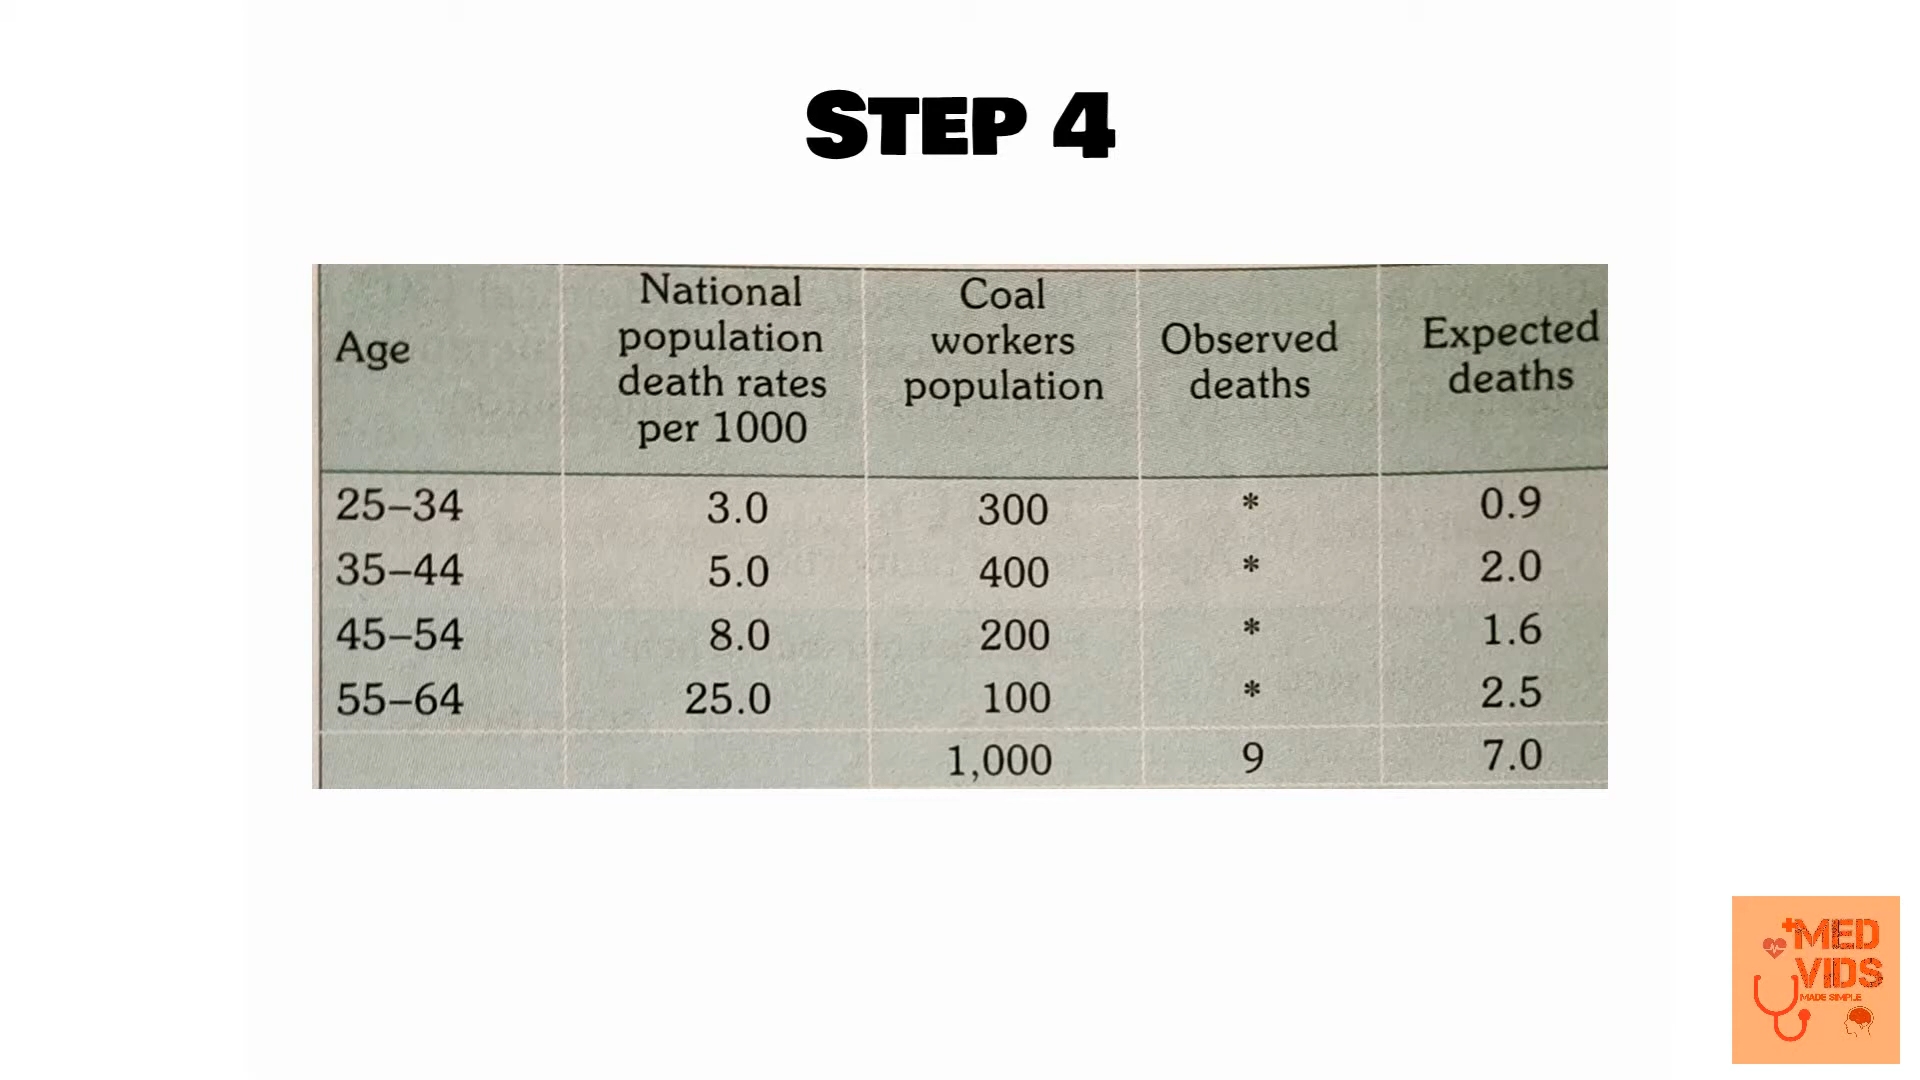 STEP 4
Age
National
population
death rates
per 1000
Coal
workers
population
Observed
deaths
Expected
deaths
25–34 3.0 300 * 0.9
35–44 5.0 400 * 2.0
45–54 8.0 200 * 1.6
55–64 25.0 100 * 2.5
1,000 9 7.0
MED
VIDS
MADE SIMPLE